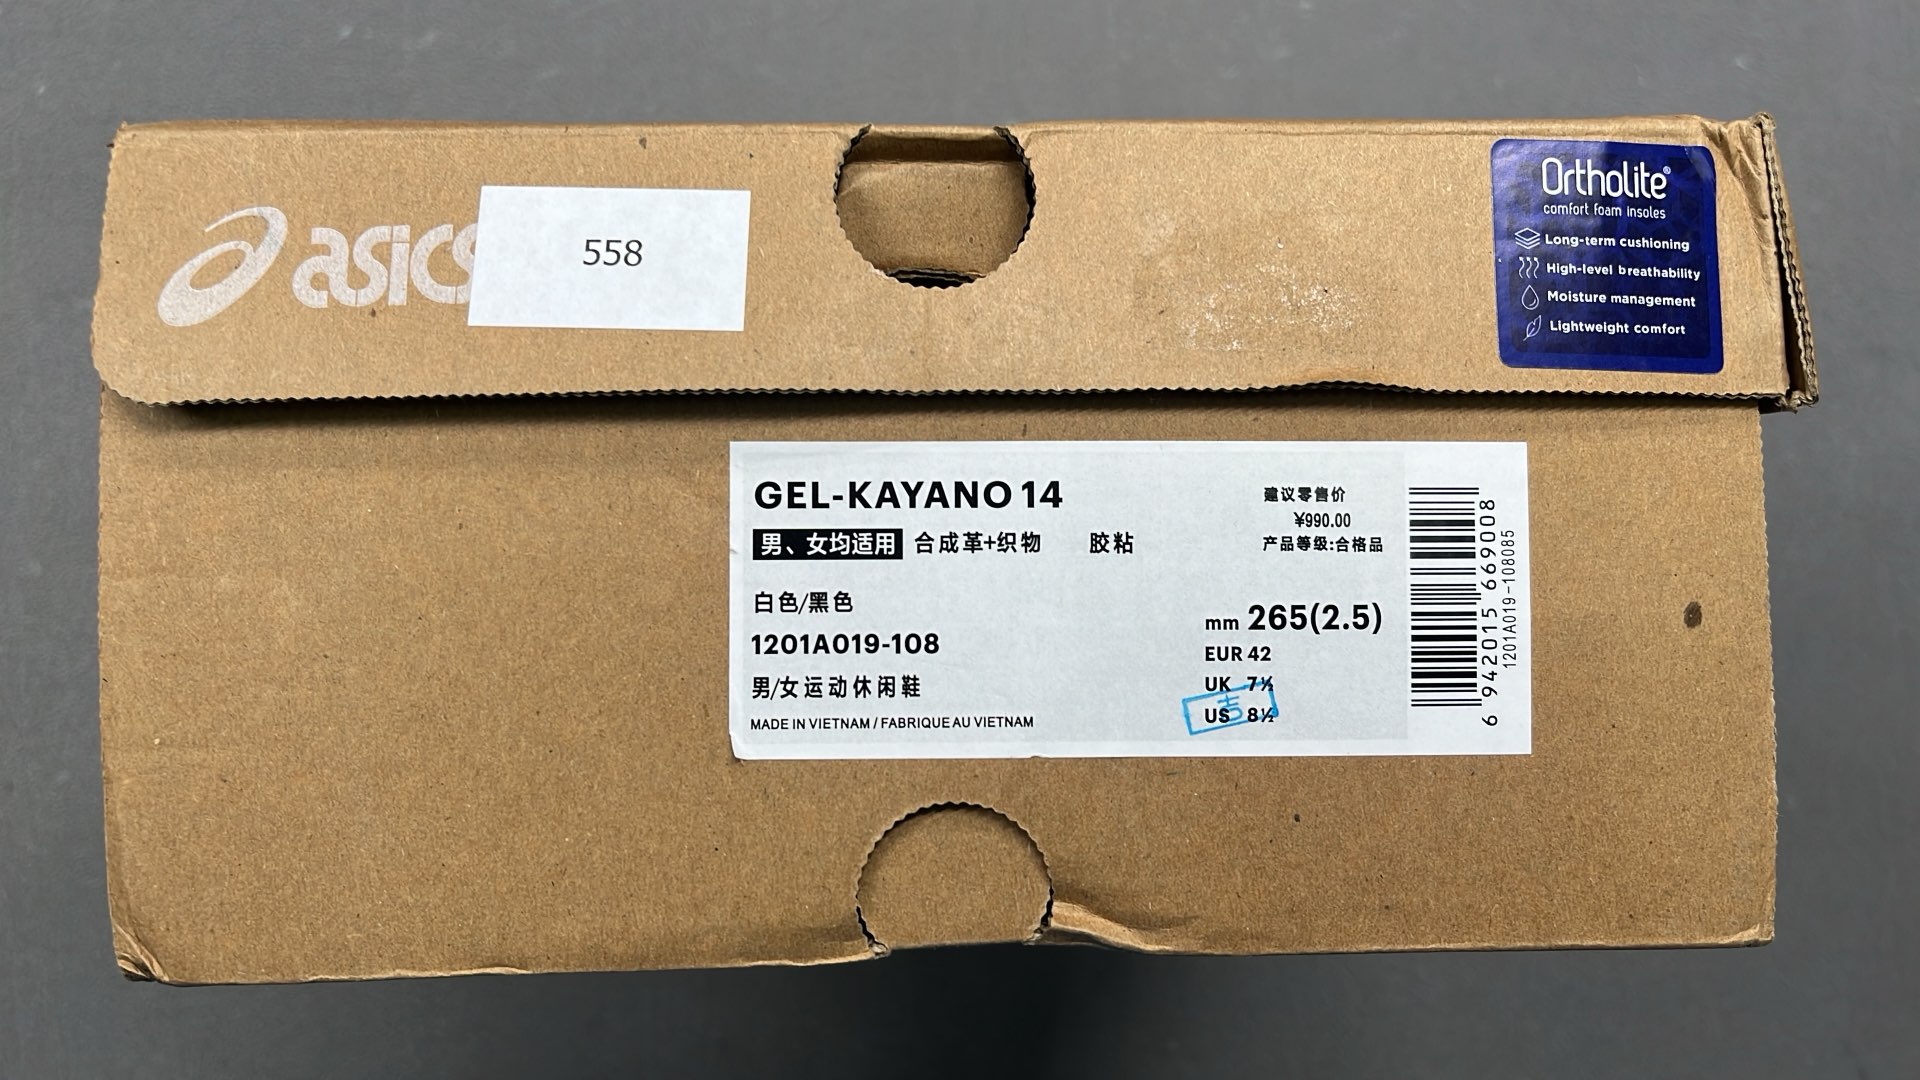 asics
558
OrthoLite®
comfort foam insoles
Long-term cushioning
High-level breathability
Moisture management
Lightweight comfort
GEL-KAYANO 14
男、女均适用 合成革+织物 胶粘
白色/黑色
1201A019-108
男/女运动休闲鞋
MADE IN VIETNAM / FABRIQUE AU VIETNAM
建议零售价
¥990.00
产品等级:合格品
mm 265(2.5)
EUR 42
UK 7½
US 8½
6 942015 669008
1201A019-108085